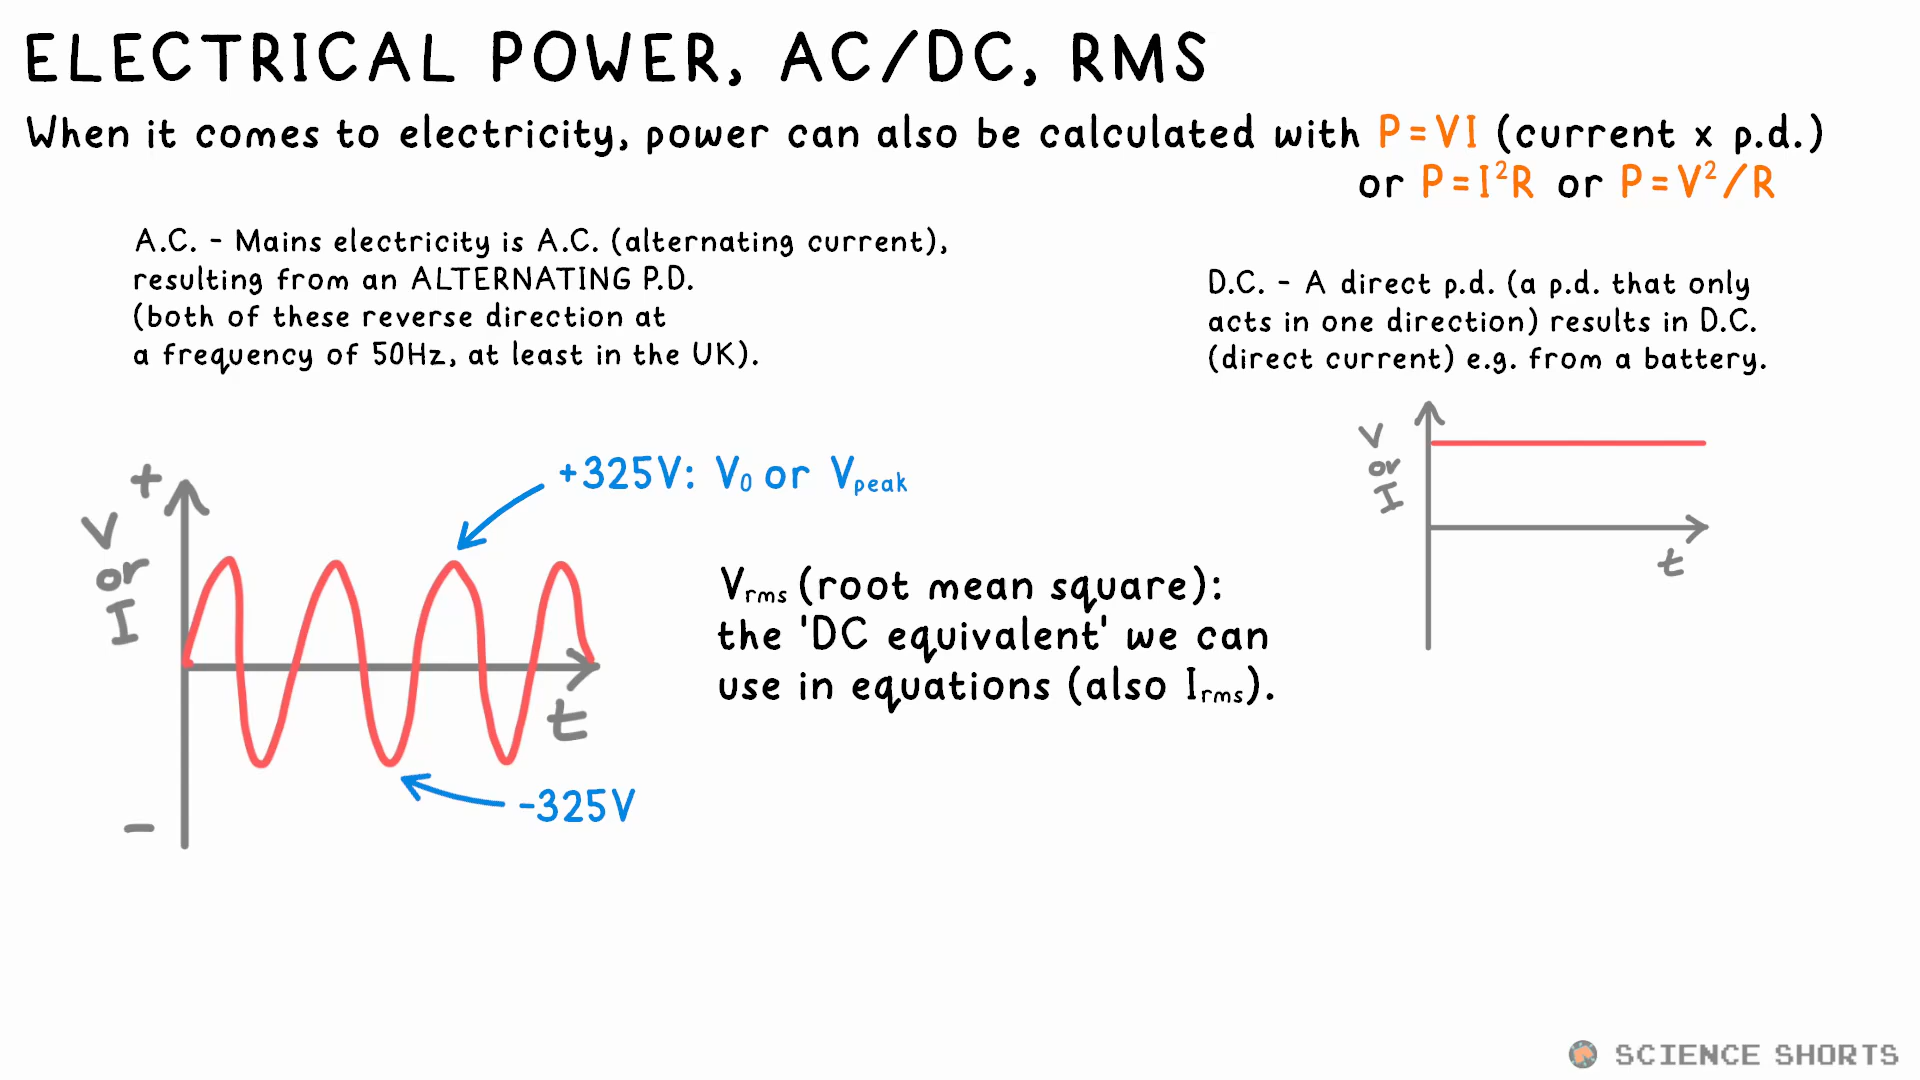 ELECTRICAL POWER, AC/DC, RMS
When it comes to electricity, power can also be calculated with P=VI (current x p.d.)
or P=I²R or P=V²/R
A.C. - Mains electricity is A.C. (alternating current),
resulting from an ALTERNATING P.D.
(both of these reverse direction at
a frequency of 50Hz, at least in the UK).
D.C. - A direct p.d. (a p.d. that only
acts in one direction) results in D.C.
(direct current) e.g. from a battery.
+
V
or
I
-
t
+325V: V₀ or Vpeak
-325V
Vrms (root mean square):
the 'DC equivalent' we can
use in equations (also Irms).
V
or
I
t
SCIENCE SHORTS